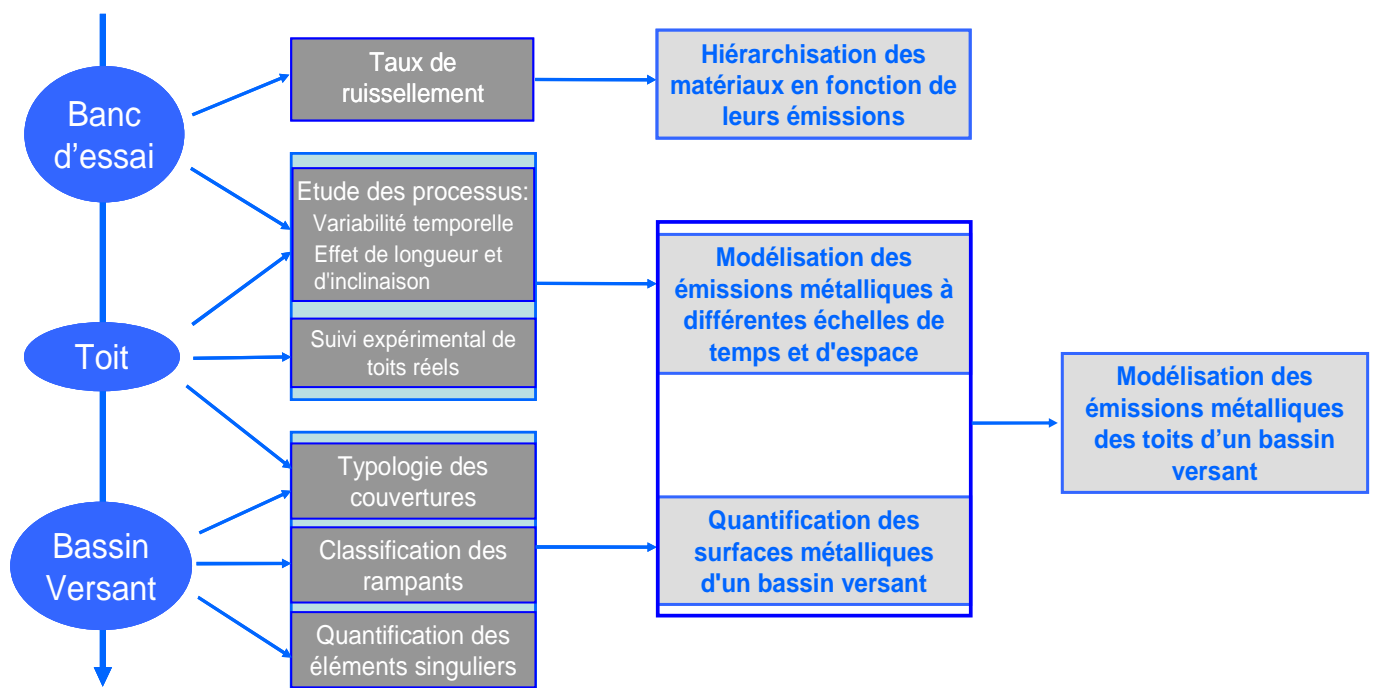 Banc
d'essai
Toit
Bassin
Versant
Taux de
ruissellement
Etude des processus:
Variabilité temporelle
Effet de longueur et
d'inclinaison
Suivi expérimental de
toits réels
Typologie des
couvertures
Classification des
rampants
Quantification des
éléments singuliers
Hiérarchisation des
matériaux en fonction de
leurs émissions
Modélisation des
émissions métalliques à
différentes échelles de
temps et d'espace
Quantification des
surfaces métalliques
d'un bassin versant
Modélisation des
émissions métalliques
des toits d’un bassin
versant